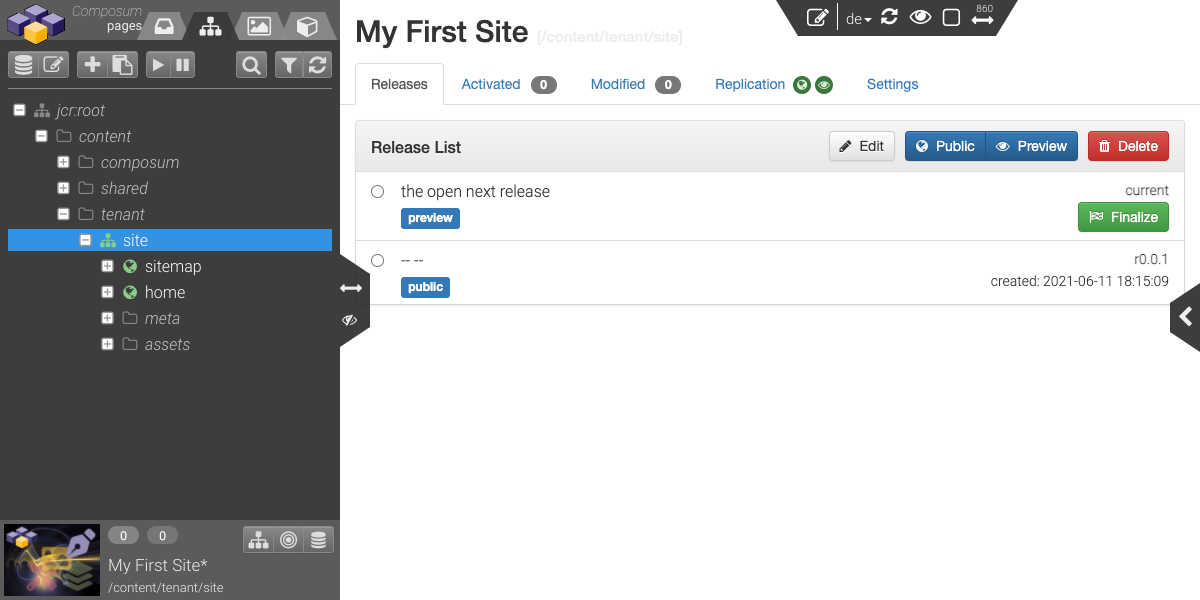 Composum
pages
jcr:root
content
composum
shared
tenant
site
sitemap
home
meta
assets
0 0
My First Site*
/content/tenant/site
My First Site [/content/tenant/site]
de
860
Releases Activated 0 Modified 0 Replication Settings
Release List Edit Public Preview Delete
the open next release current
preview Finalize
-- -- r0.0.1
public created: 2021-06-11 18:15:09